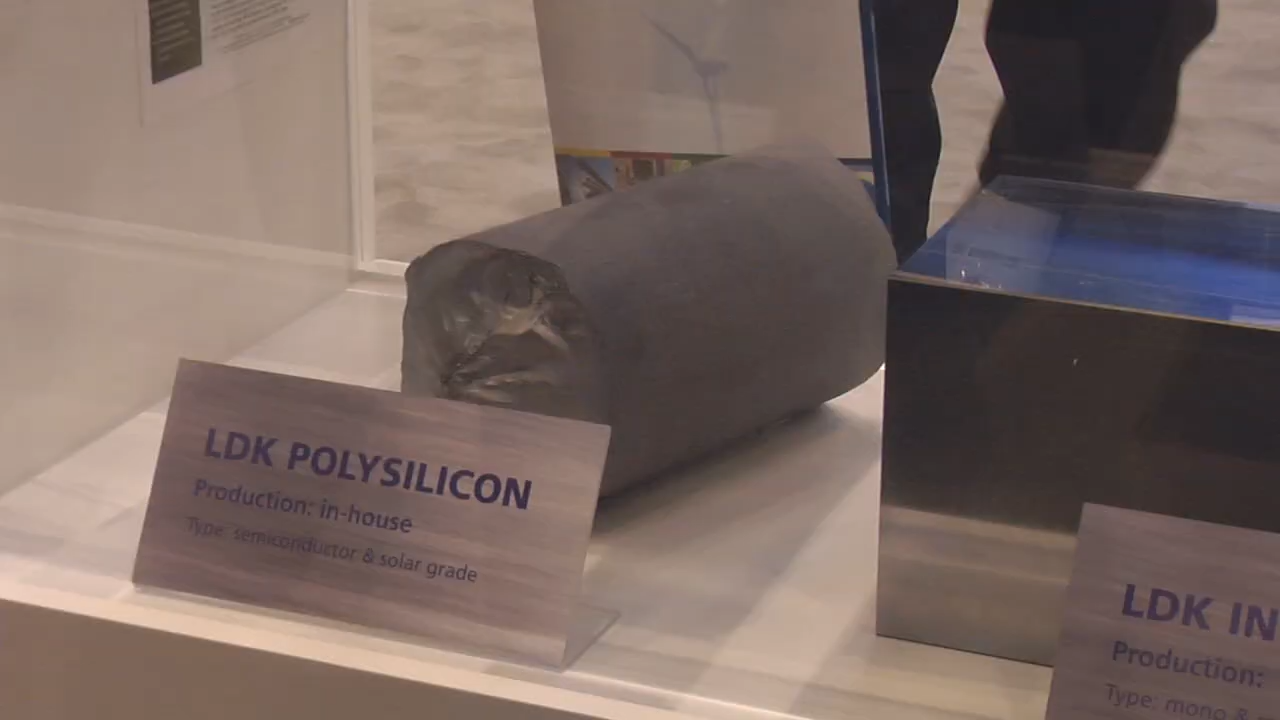 LDK POLYSILICON
Production: in-house
Type: semiconductor & solar grade
LDK IN
Production:
Type: mono &